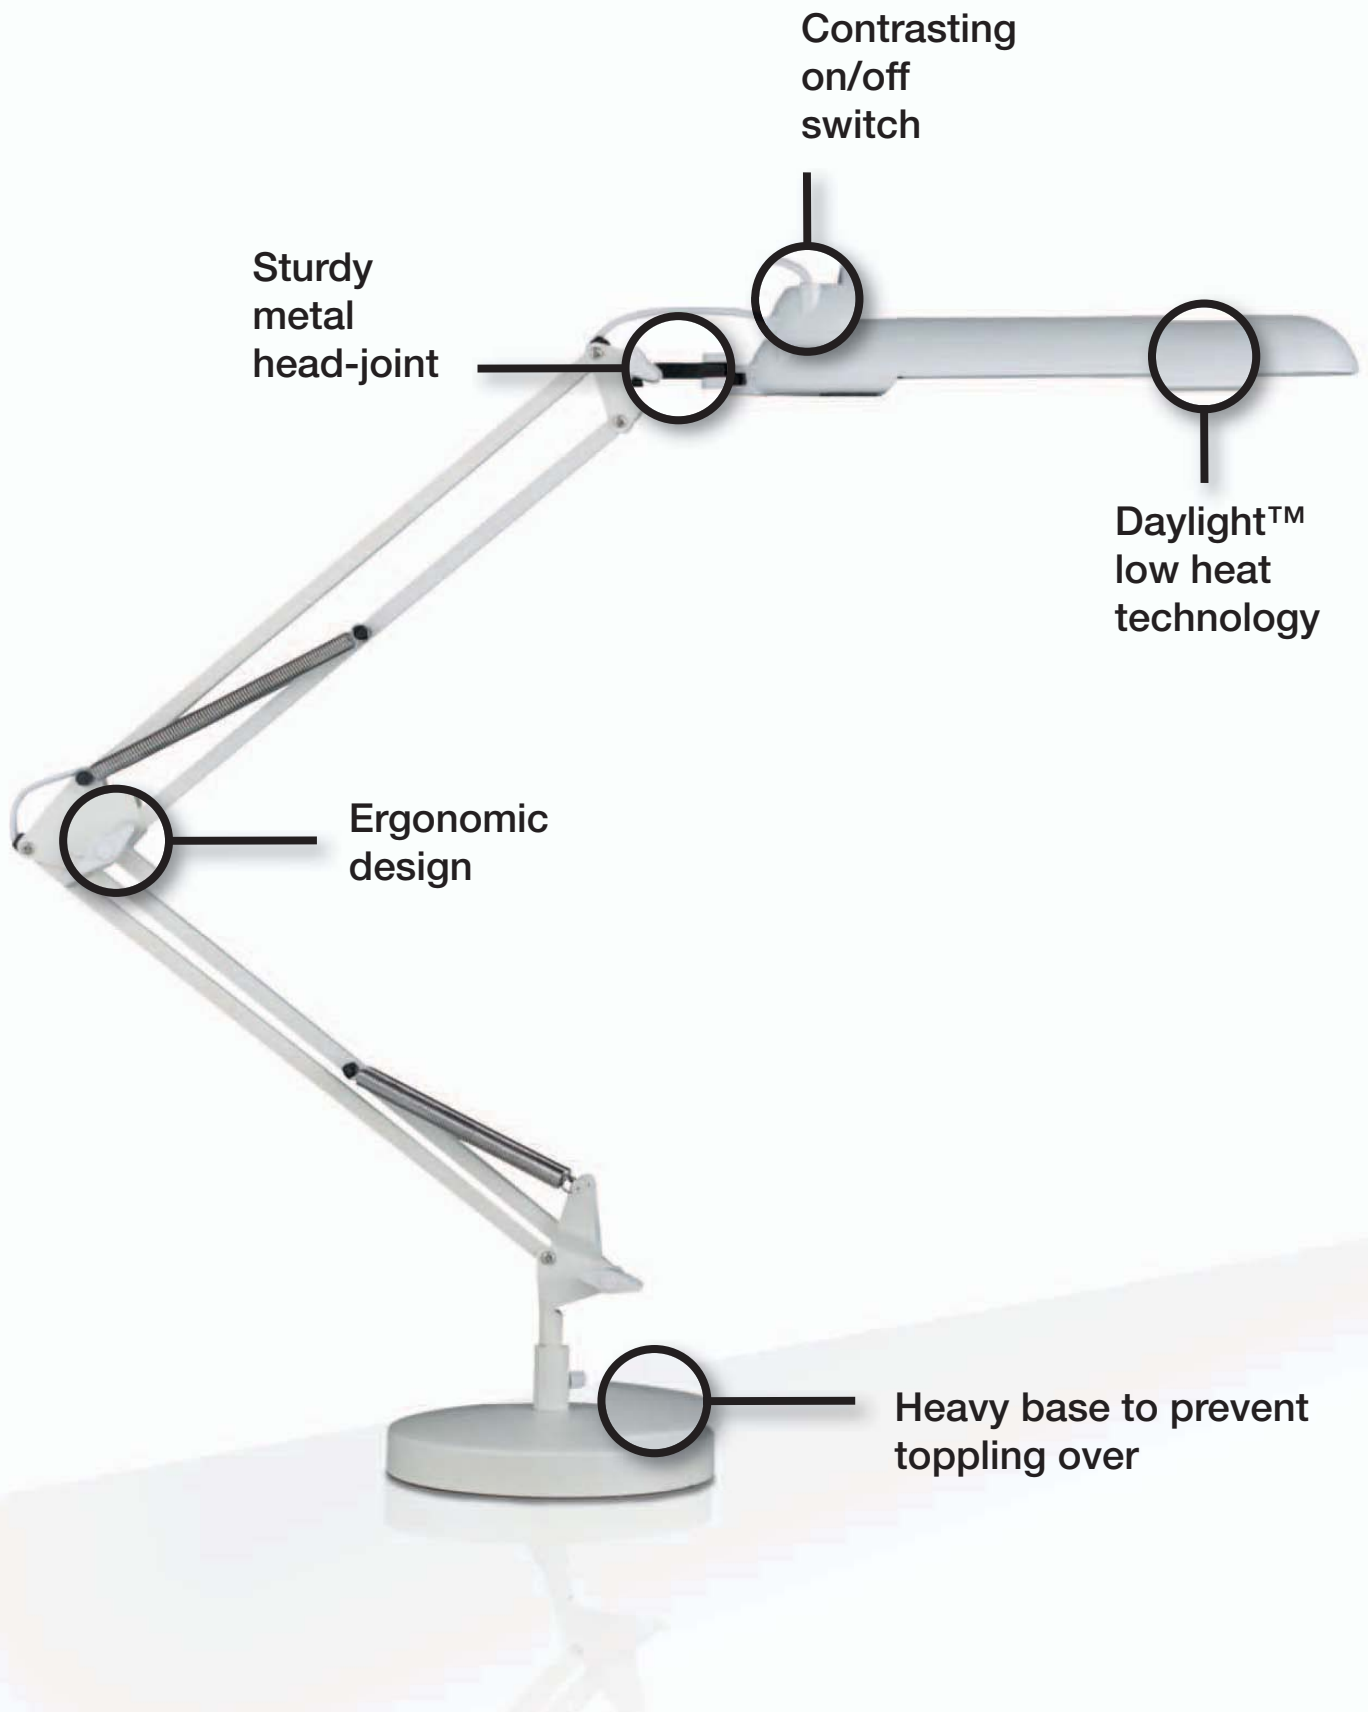 Contrasting
on/off
switch
Sturdy
metal
head-joint
Daylight™
low heat
technology
Ergonomic
design
Heavy base to prevent
toppling over